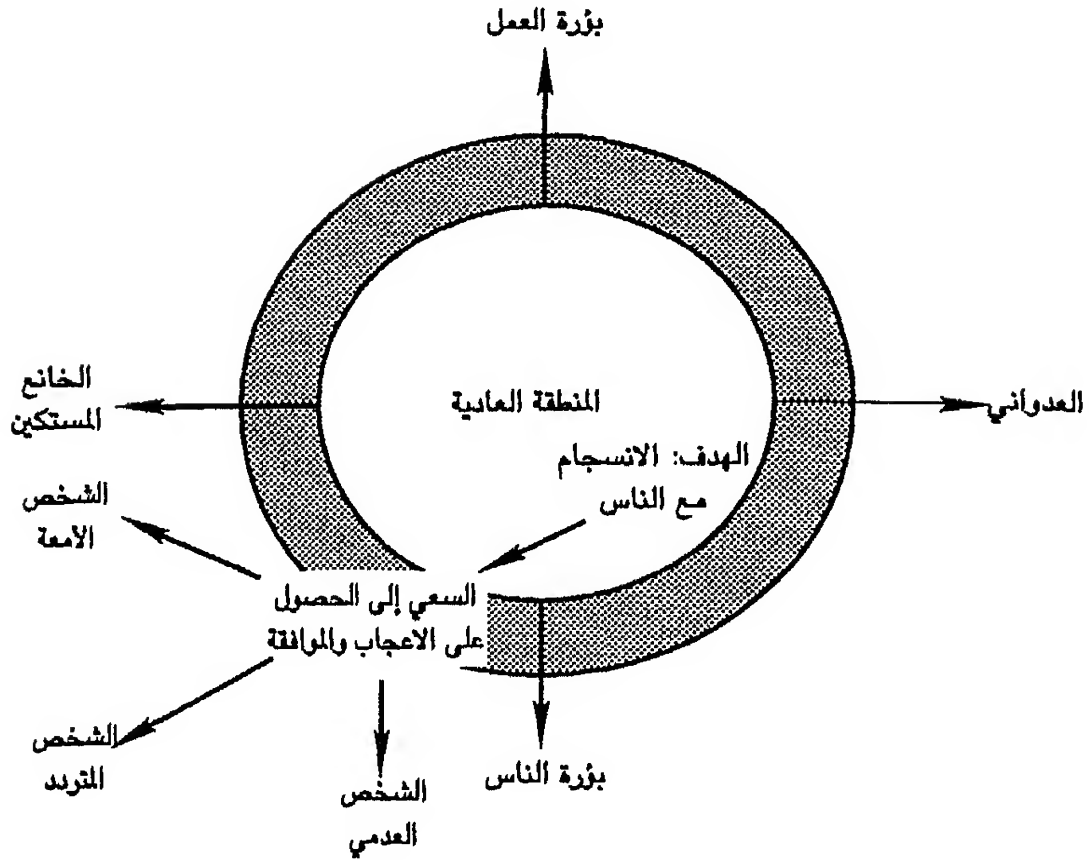 بؤرة العمل
العدواني
الخانع
المستكين
المنطقة العادية
الهدف: الانسجام
مع الناس
الشخص
الامعة
السعي إلى الحصول
على الاعجاب والموافقة
الشخص
المتردد
الشخص
العدمي
بؤرة الناس